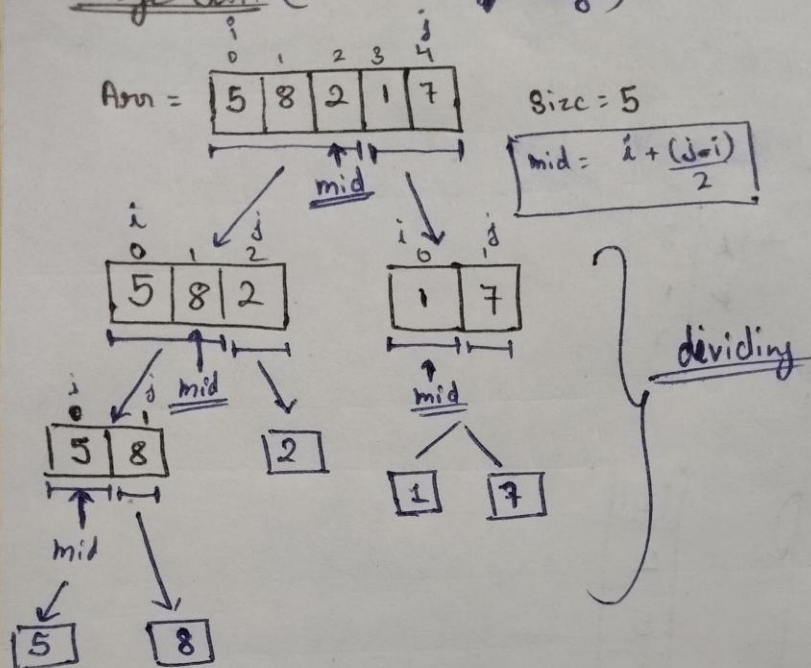 i j
0 1 2 3 4
Arr = 5 8 2 1 7 Size = 5
mid mid = i + (j-i)/2
i j i j
0 1 2 0 1
5 8 2 1 7
dividing
mid mid
i j
0 1
5 8 2
1 7
mid
5 8